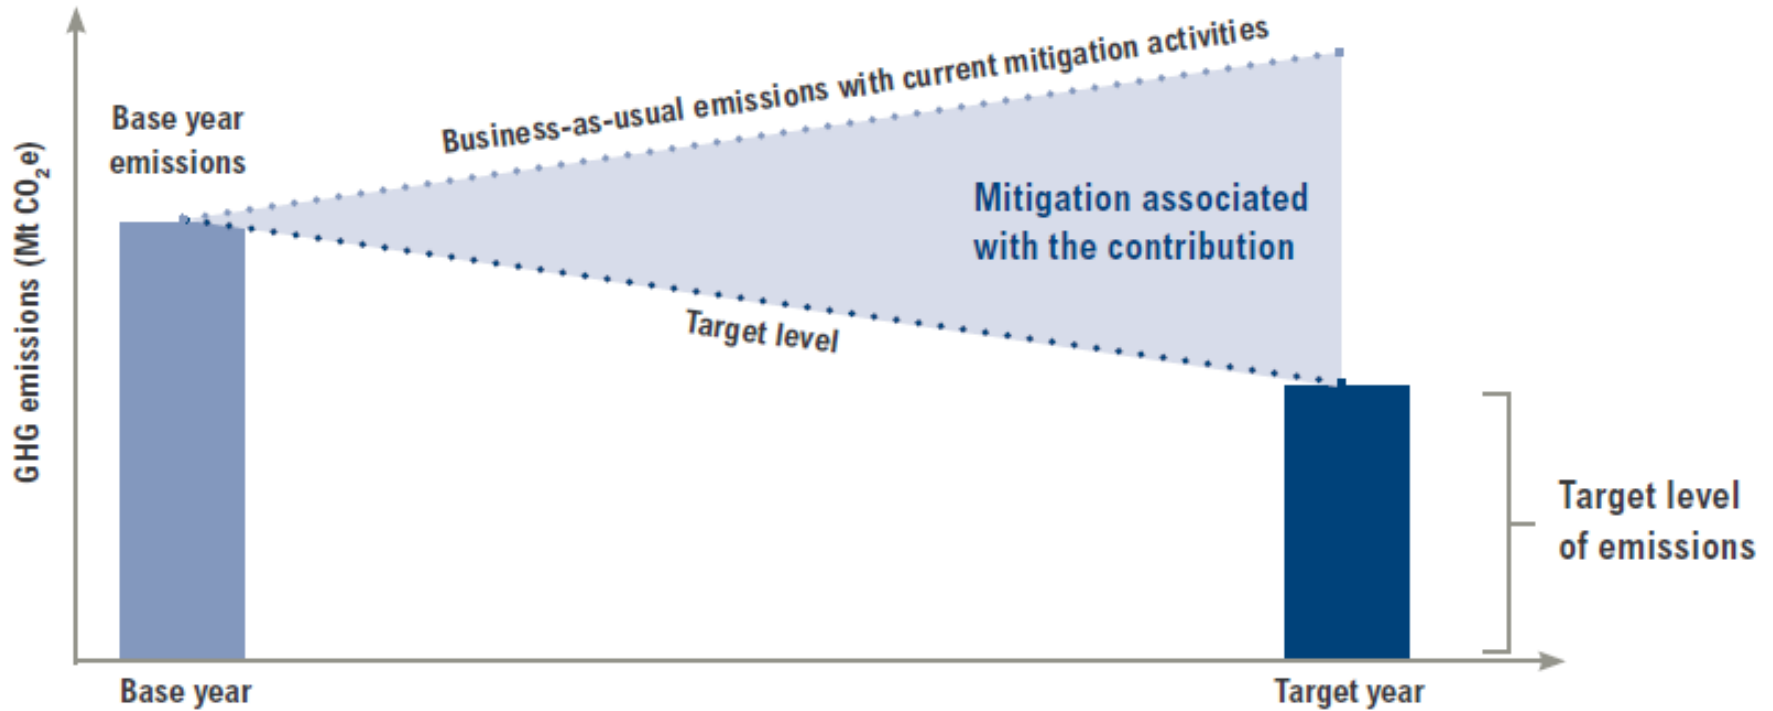 Business-as-usual emissions with current mitigation activities
Base year
emissions
GHG emissions (Mt CO₂e)
Mitigation associated
with the contribution
Target level
Target level
of emissions
Base year
Target year